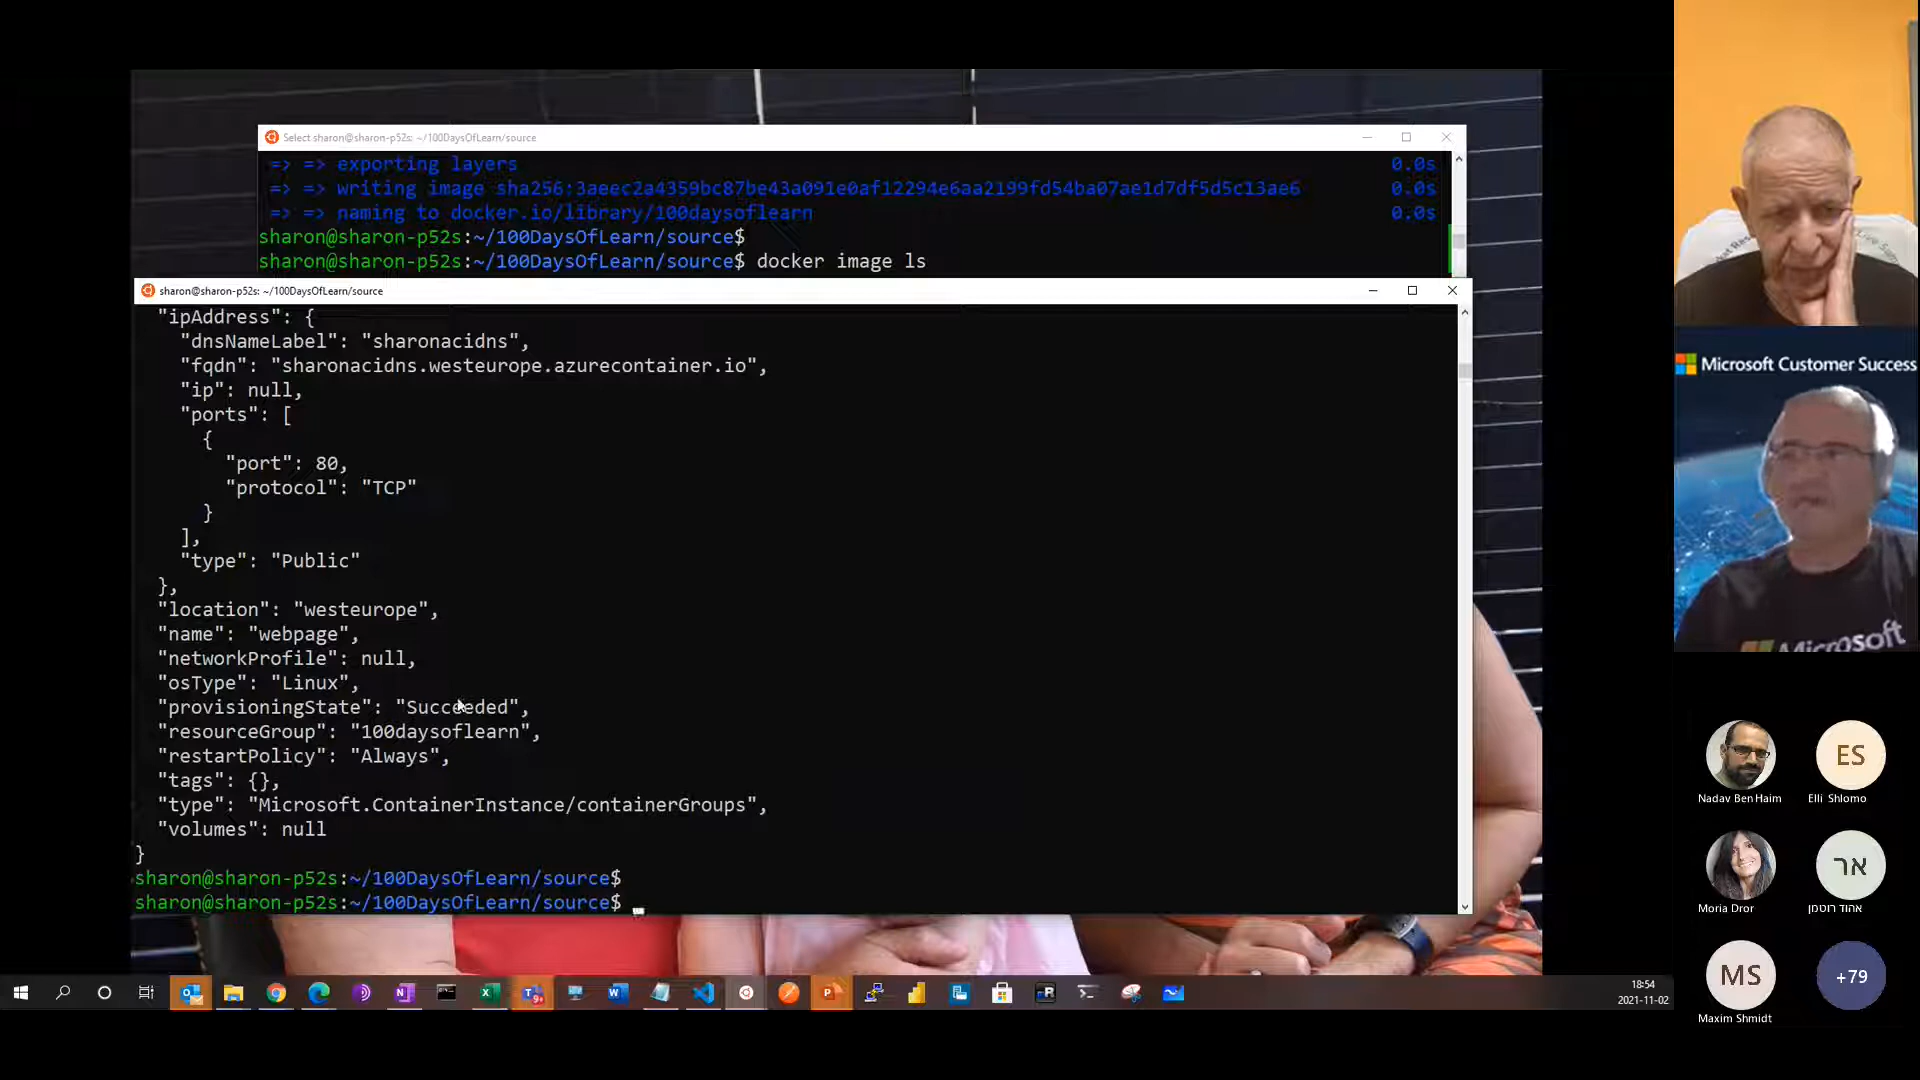 Select sharon@sharon-p52s: ~/100DaysOfLearn/source
=> => exporting layers 0.0s
=> => writing image sha256:3aeec2a4359bc87be43a091e0af12294e6aa2199fd54ba07ae1d7df5d5c13ae6 0.0s
=> => naming to docker.io/library/100daysoflearn 0.0s
sharon@sharon-p52s:~/100DaysOfLearn/source$
sharon@sharon-p52s:~/100DaysOfLearn/source$ docker image ls
sharon@sharon-p52s: ~/100DaysOfLearn/source
"ipAddress": {
"dnsNameLabel": "sharonacidns",
"fqdn": "sharonacidns.westeurope.azurecontainer.io",
"ip": null,
"ports": [
{
"port": 80,
"protocol": "TCP"
}
],
"type": "Public"
},
"location": "westeurope",
"name": "webpage",
"networkProfile": null,
"osType": "Linux",
"provisioningState": "Succeeded",
"resourceGroup": "100daysoflearn",
"restartPolicy": "Always",
"tags": {},
"type": "Microsoft.ContainerInstance/containerGroups",
"volumes": null
}
sharon@sharon-p52s:~/100DaysOfLearn/source$
sharon@sharon-p52s:~/100DaysOfLearn/source$
18:54
2021-11-02
Microsoft Customer Success
Microsoft
Nadav Ben Haim
ES
Elli Shlomo
Moria Dror
אר
אהוד רוטמן
MS
Maxim Shmidt
+79